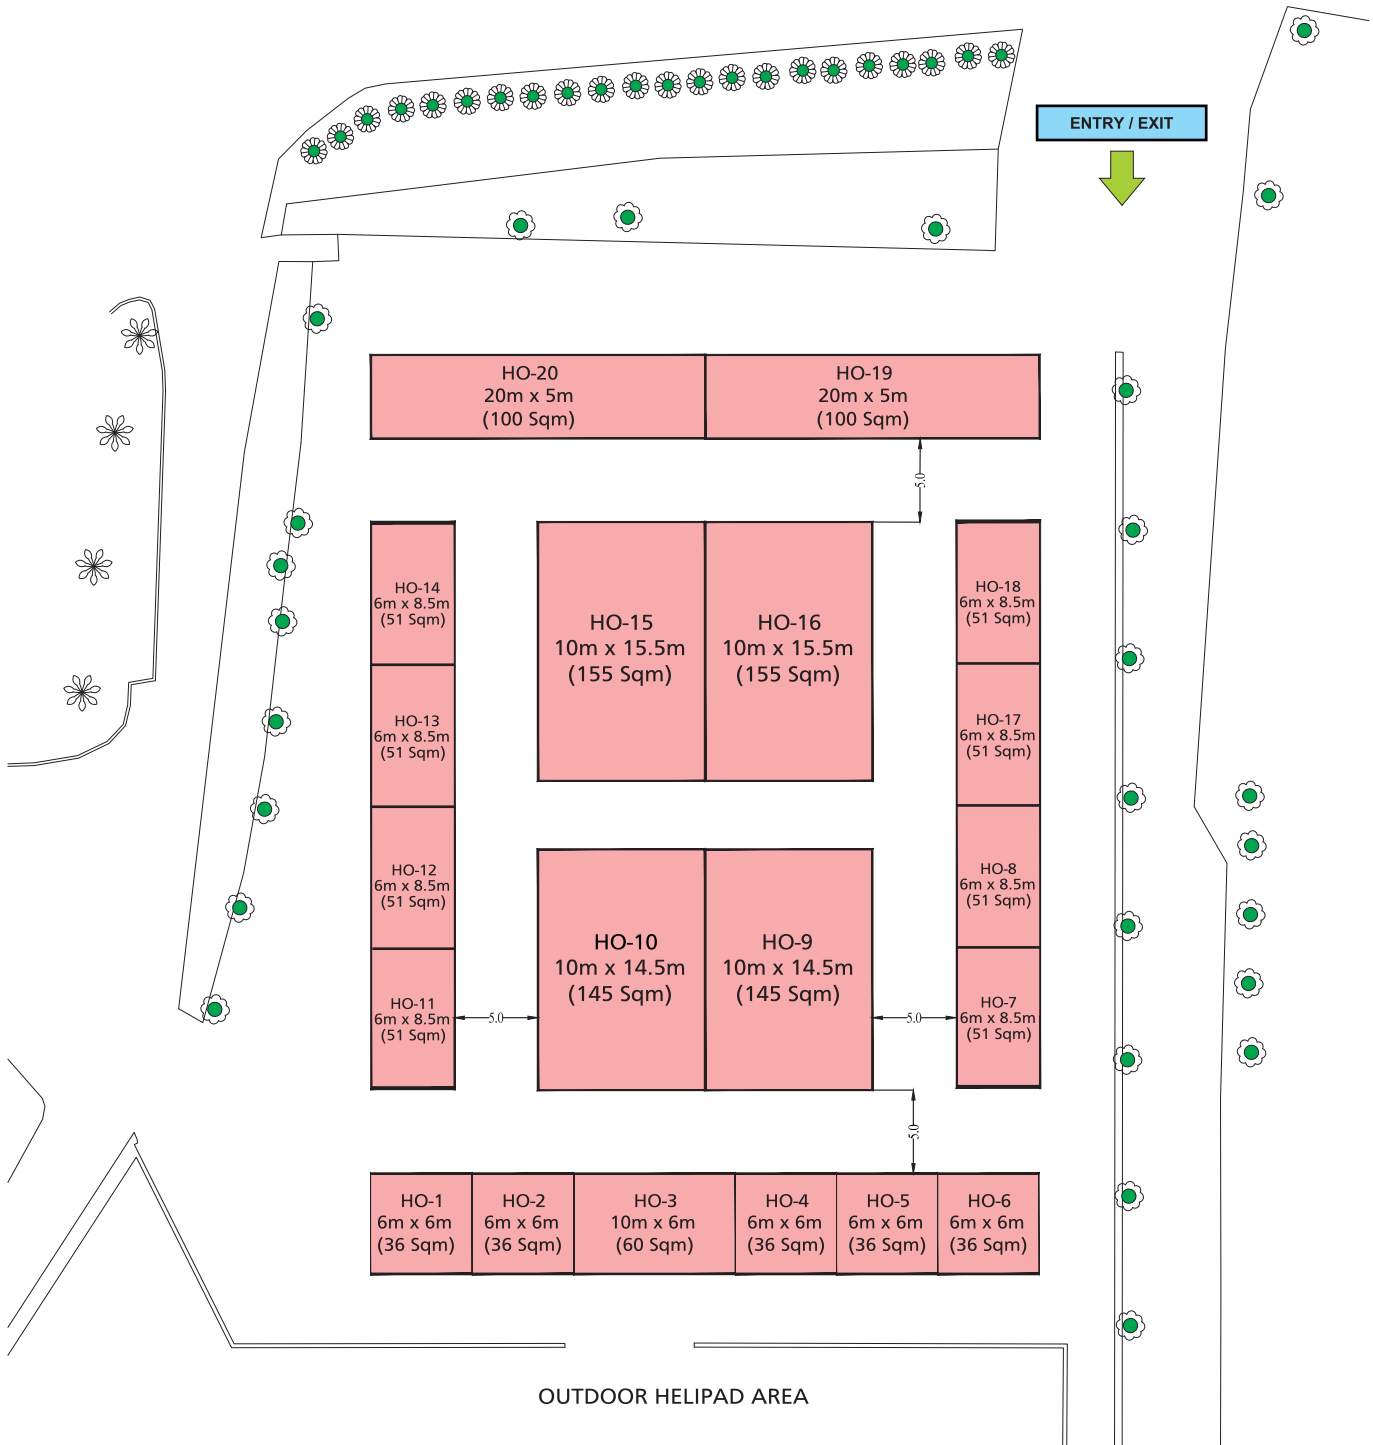 ENTRY / EXIT
HO-20
20m x 5m
(100 Sqm)
HO-19
20m x 5m
(100 Sqm)
5.0
HO-14
6m x 8.5m
(51 Sqm)
HO-15
10m x 15.5m
(155 Sqm)
HO-16
10m x 15.5m
(155 Sqm)
HO-18
6m x 8.5m
(51 Sqm)
HO-13
6m x 8.5m
(51 Sqm)
HO-17
6m x 8.5m
(51 Sqm)
HO-12
6m x 8.5m
(51 Sqm)
HO-10
10m x 14.5m
(145 Sqm)
HO-9
10m x 14.5m
(145 Sqm)
HO-8
6m x 8.5m
(51 Sqm)
HO-11
6m x 8.5m
(51 Sqm)
5.0
5.0
HO-7
6m x 8.5m
(51 Sqm)
5.0
HO-1
6m x 6m
(36 Sqm)
HO-2
6m x 6m
(36 Sqm)
HO-3
10m x 6m
(60 Sqm)
HO-4
6m x 6m
(36 Sqm)
HO-5
6m x 6m
(36 Sqm)
HO-6
6m x 6m
(36 Sqm)
OUTDOOR HELIPAD AREA